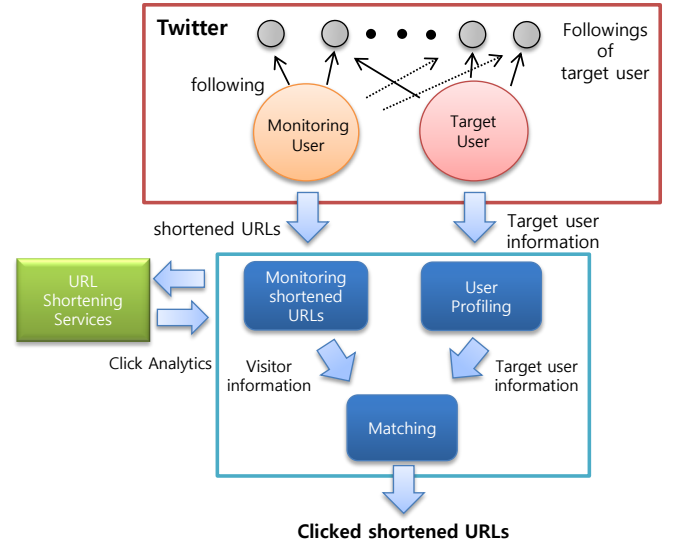 Twitter
Followings
of
target user
following
Monitoring
User
Target
User
shortened URLs
Target user
information
URL
Shortening
Services
Monitoring
shortened
URLs
User
Profiling
Click Analytics
Visitor
information
Target user
information
Matching
Clicked shortened URLs